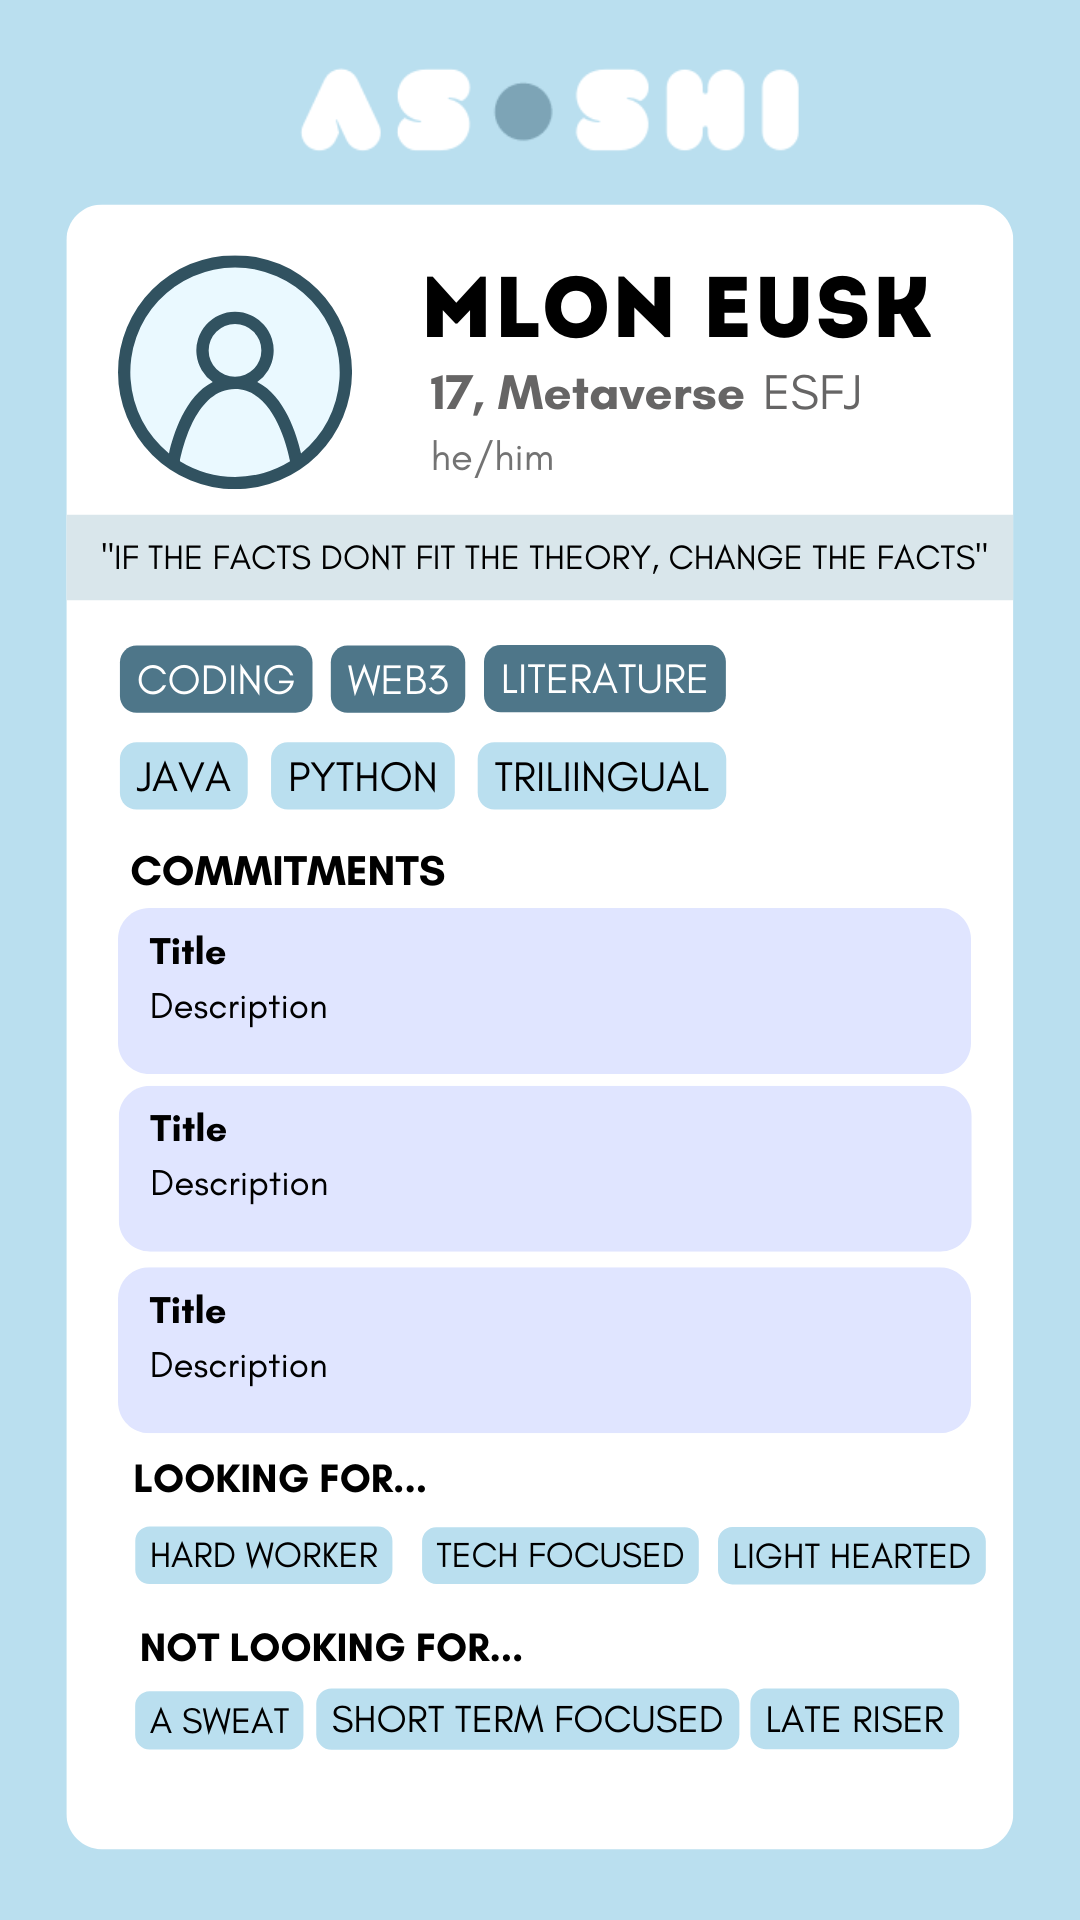 AS●SHI
MLON EUSK
17, Metaverse ESFJ
he/him
"IF THE FACTS DONT FIT THE THEORY, CHANGE THE FACTS"
CODING WEB3 LITERATURE
JAVA PYTHON TRILIINGUAL
COMMITMENTS
Title
Description
Title
Description
Title
Description
LOOKING FOR...
HARD WORKER TECH FOCUSED LIGHT HEARTED
NOT LOOKING FOR...
A SWEAT SHORT TERM FOCUSED LATE RISER